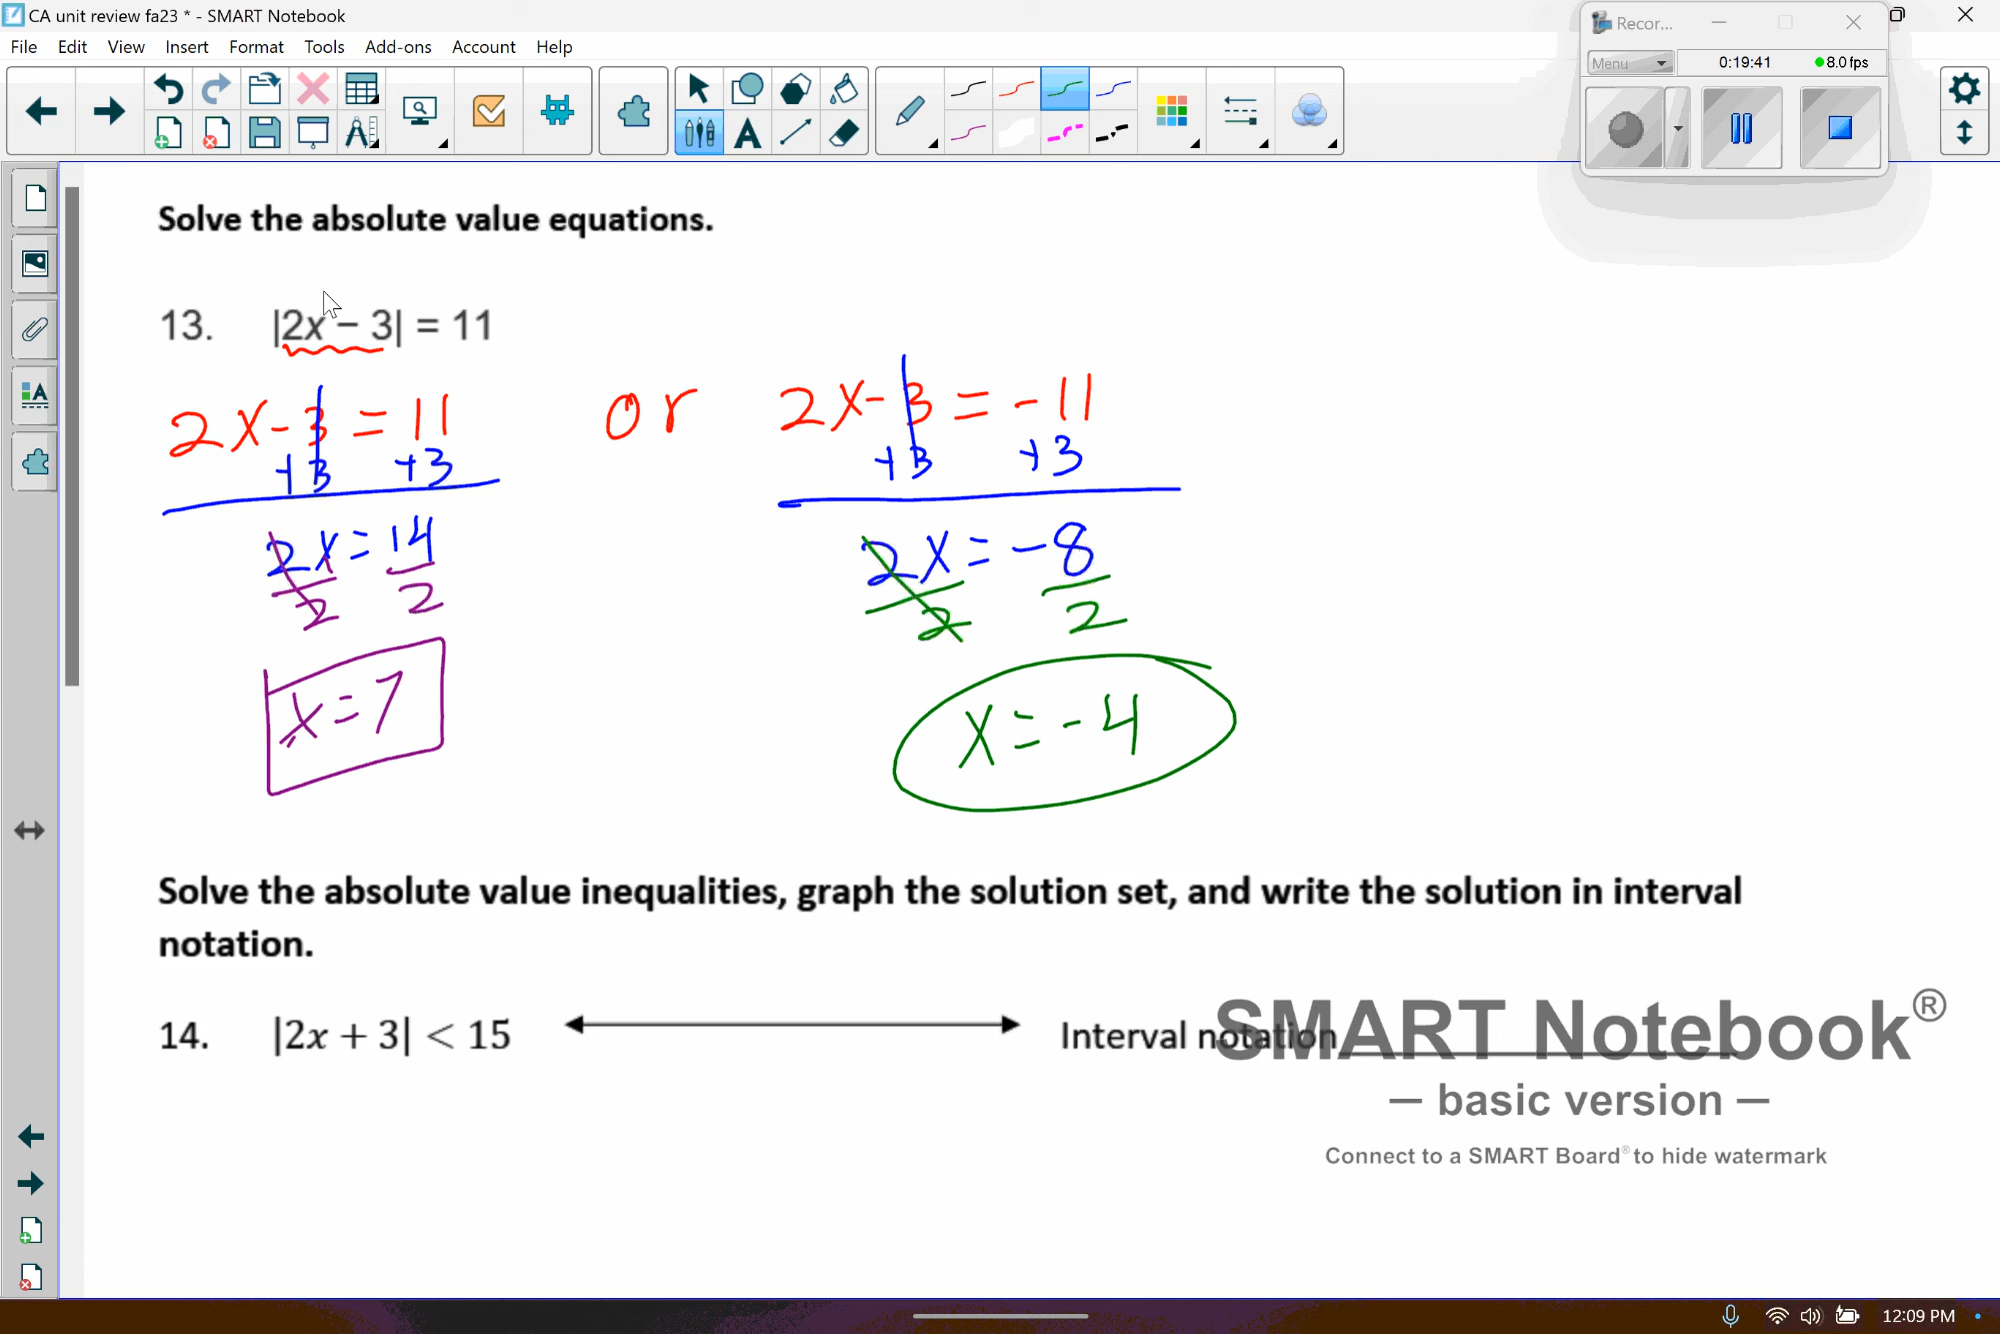 CA unit review fa23 * - SMART Notebook
Recor...
File Edit View Insert Format Tools Add-ons Account Help
Menu 0:19:41 8.0 fps
Solve the absolute value equations.
13. |2x − 3| = 11
2x-3 = 11 or 2x-3 = -11
+3 +3 +3 +3
2x = 14 2x = -8
2 2 2 2
x = 7 x = -4
Solve the absolute value inequalities, graph the solution set, and write the solution in interval
notation.
14. |2x + 3| < 15 Interval notation
SMART Notebook®
— basic version —
Connect to a SMART Board® to hide watermark
12:09 PM